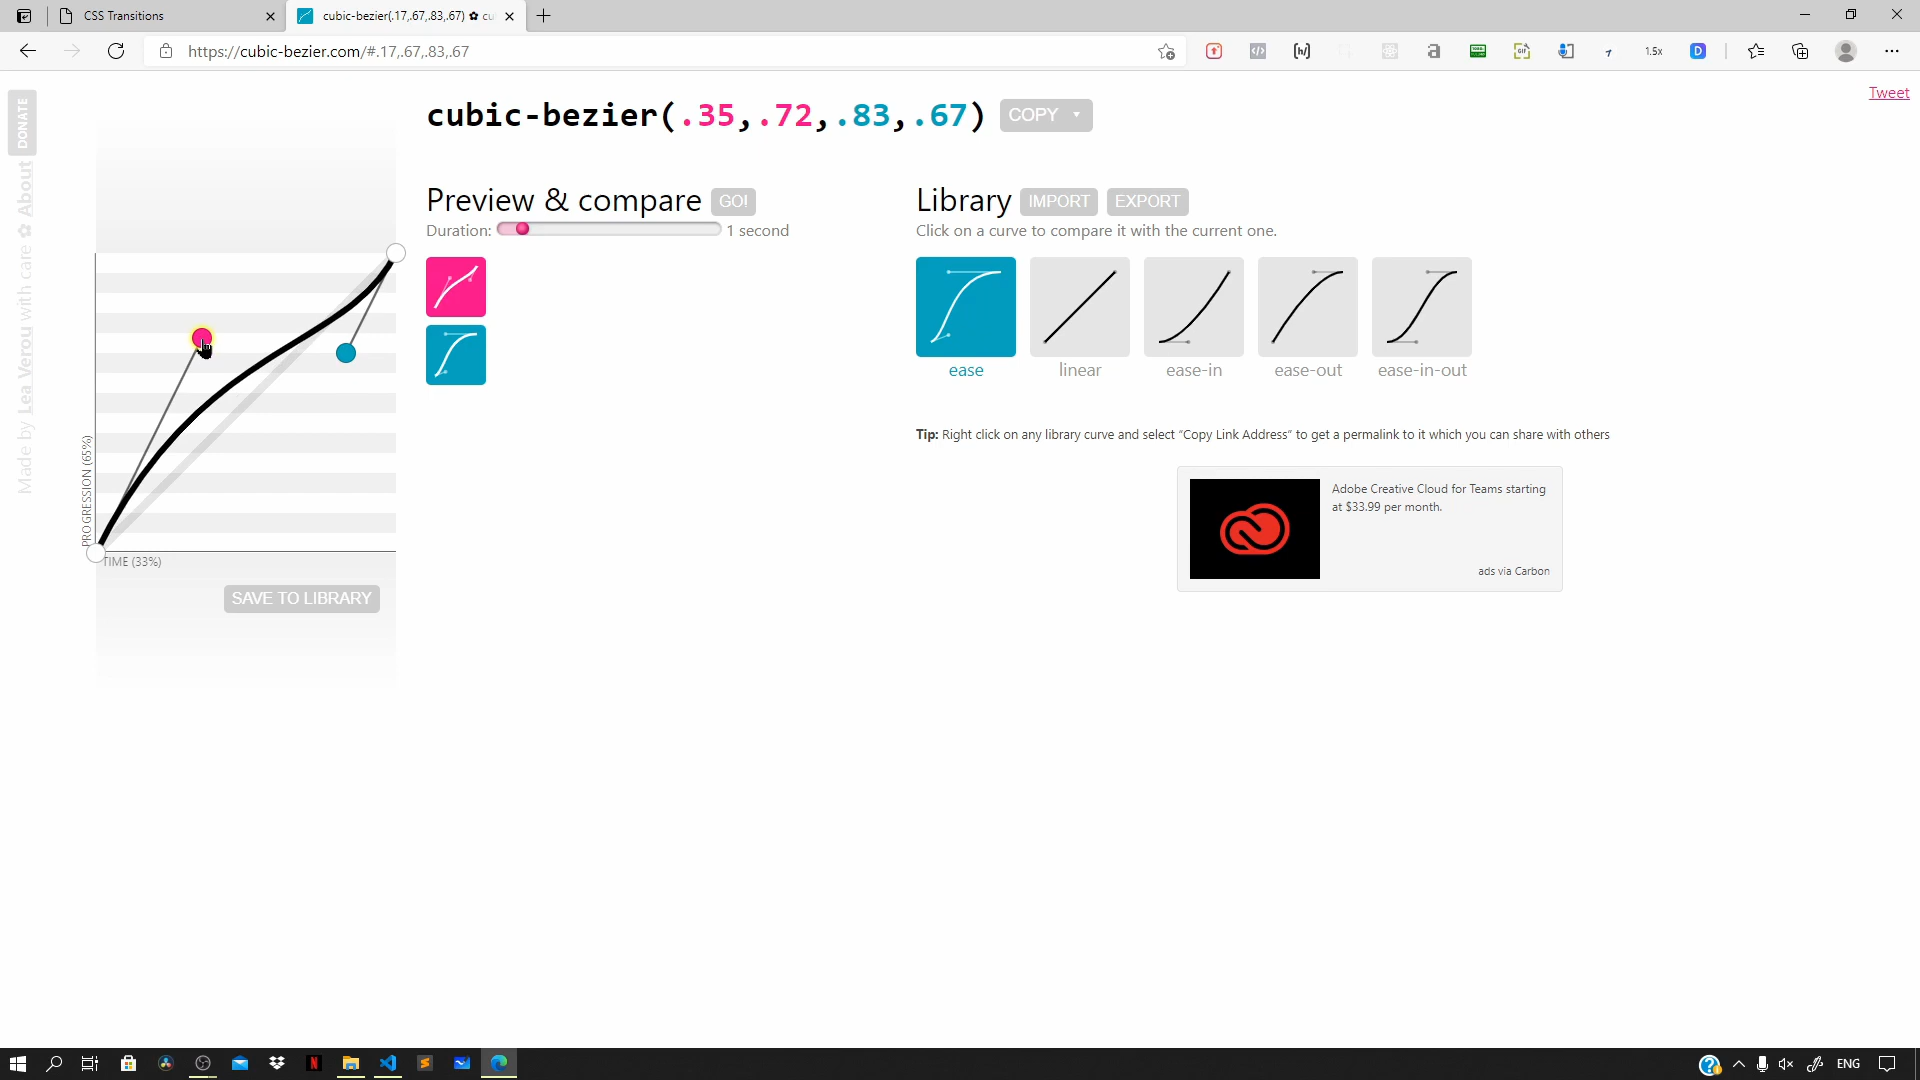 CSS Transitions
cubic-bezier(.17,.67,.83,.67) ✿ cu
https://cubic-bezier.com/#.17,.67,.83,.67
1.5x
Tweet
DONATE
Made by Lea Verou with care ✿ About
cubic-bezier(.35,.72,.83,.67)
COPY
Preview & compare GO!
Duration: 1 second
Library IMPORT EXPORT
Click on a curve to compare it with the current one.
ease
linear
ease-in
ease-out
ease-in-out
Tip: Right click on any library curve and select “Copy Link Address” to get a permalink to it which you can share with others
Adobe Creative Cloud for Teams starting
at $33.99 per month.
ads via Carbon
PROGRESSION (65%)
TIME (33%)
SAVE TO LIBRARY
ENG